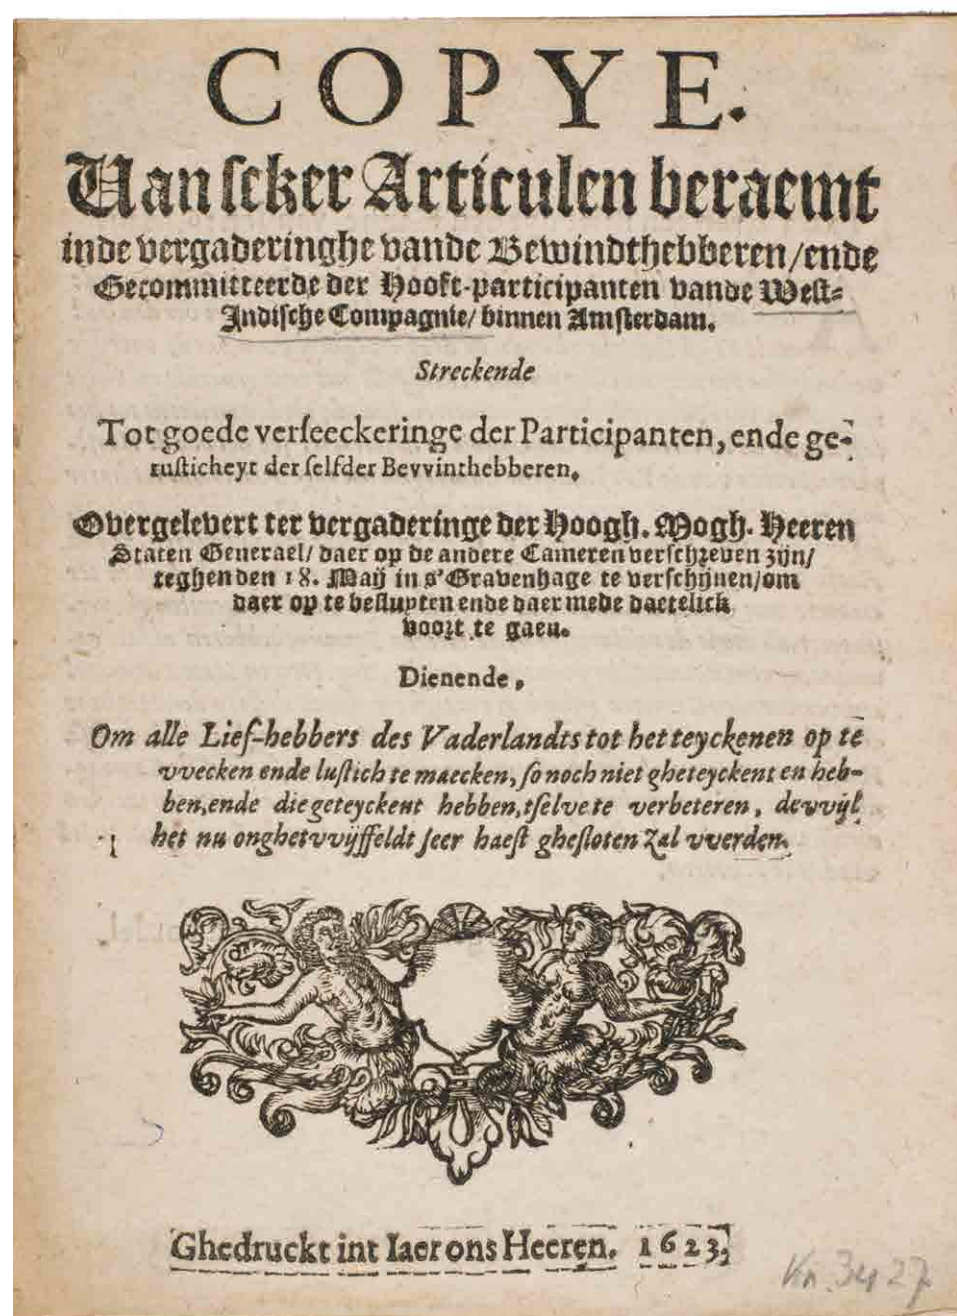 COPYE.
Van seker Articulen beraemt
inde vergaderinghe vande Bewindthebberen/ende
Gecommitteerde der Hooft-participanten vande West-
Indische Compagnie/ binnen Amsterdam.
Streckende
Tot goede verseeckeringe der Participanten, ende ge-
rusticheyt der selfder Bevvinthebberen.
Overgelevert ter vergaderinge der Hoogh. Mogh. Heeren
Staten Generael/ daer op de andere Cameren verschreven zijn/
teghen den 18. Maij in s'Gravenhage te verschijnen/om
daer op te besluyten ende daer mede daetelick
voort te gaen.
Dienende,
Om alle Lief-hebbers des Vaderlandts tot het teyckenen op te
vvecken ende lustich te maecken, so noch niet gheteyckent en heb-
ben, ende die geteyckent hebben, tselve te verbeteren, devvijl
het nu onghetvvijffeldt seer haest ghesloten zal vverden.
Ghedruckt int Iaer ons Heeren. 1623.
Kn. 3427